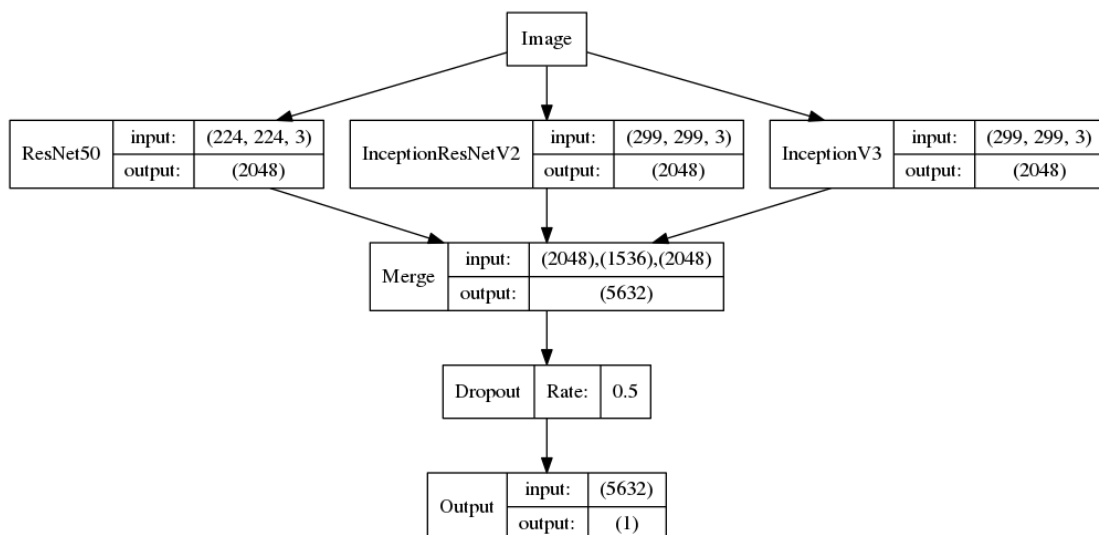 Image
ResNet50 input: (224, 224, 3)
output: (2048)
InceptionResNetV2 input: (299, 299, 3)
output: (2048)
InceptionV3 input: (299, 299, 3)
output: (2048)
Merge input: (2048),(1536),(2048)
output: (5632)
Dropout Rate: 0.5
Output input: (5632)
output: (1)